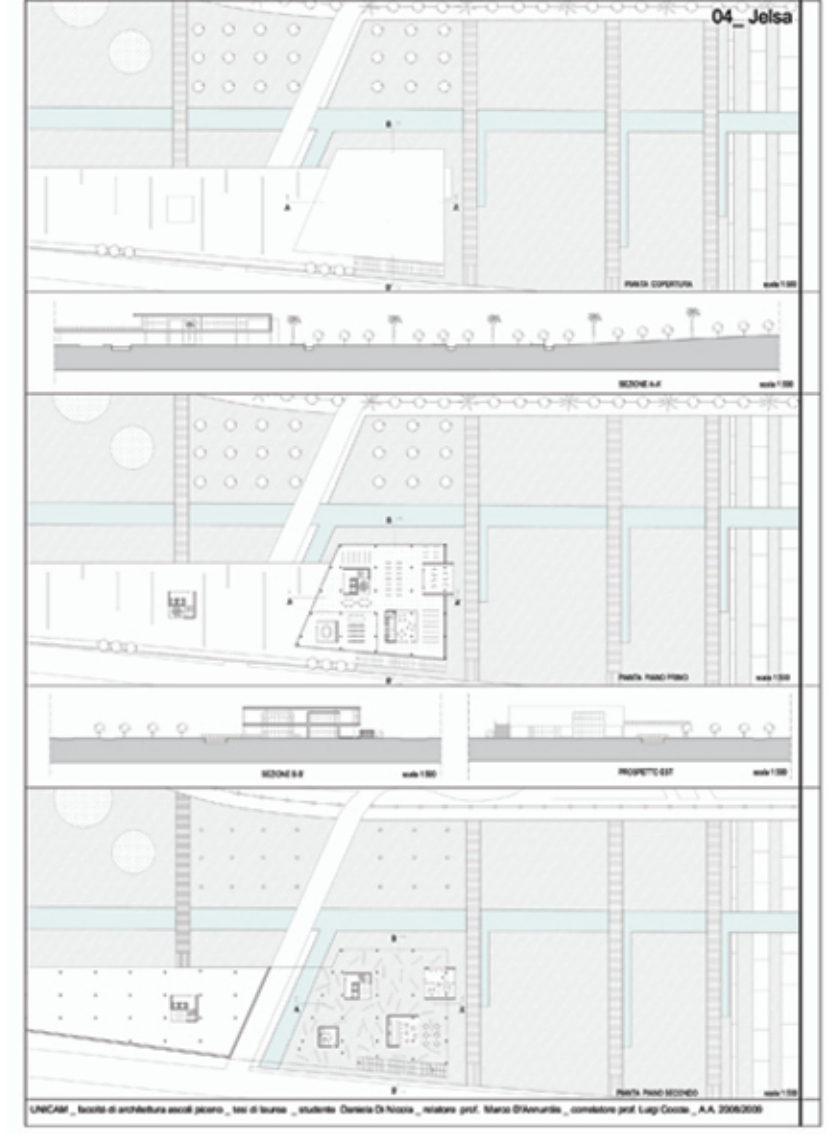 04_ Jelsa
B
A
A'
B'
PIANTA COPERTURA
scala 1:500
SEZIONE A-A'
scala 1:500
B
A
A'
B'
PIANTA PIANO PRIMO
scala 1:500
SEZIONE B-B'
scala 1:500
PROSPETTO EST
scala 1:500
B
A
A'
B'
PIANTA PIANO SECONDO
scala 1:500
UNICAM _ facoltà di architettura ascoli piceno _ tesi di laurea _ studente Daniela Di Niccia _ relatore prof. Marco D'Annuntiis _ correlatore prof. Luigi Coccia _ A.A. 2008/2009